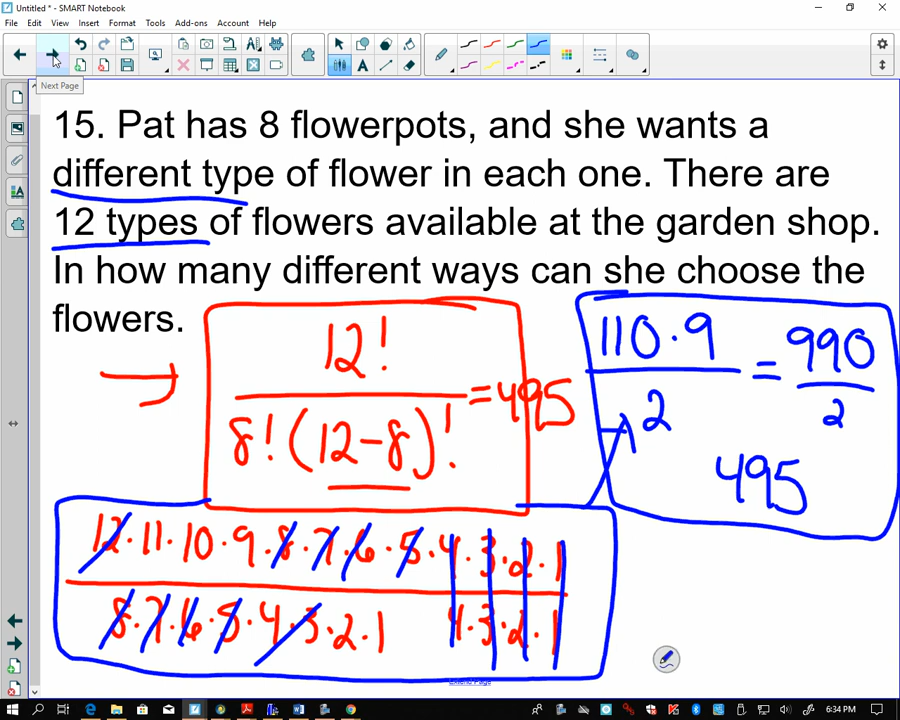 Untitled * - SMART Notebook
File Edit View Insert Format Tools Add-ons Account Help
Next Page
15. Pat has 8 flowerpots, and she wants a
different type of flower in each one. There are
12 types of flowers available at the garden shop.
In how many different ways can she choose the
flowers.
12!
8!(12-8)!
=495
110·9
2
=
990
2
495
12·11·10·9·8·7·6·5·4·3·2·1
8·7·6·5·4·3·2·1 4·3·2·1
Extend Page
6:34 PM